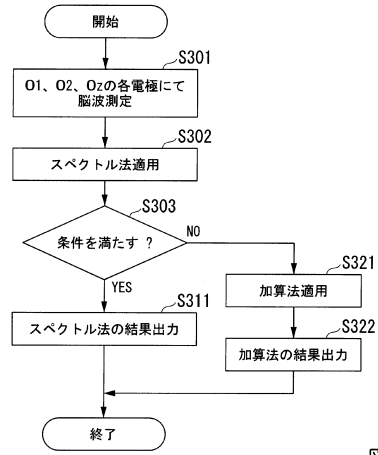 開始
S301
O1、O2、Ozの各電極にて
脳波測定
S302
スペクトル法適用
S303
条件を満たす ?
NO
YES
S321
加算法適用
S311
スペクトル法の結果出力
S322
加算法の結果出力
終了